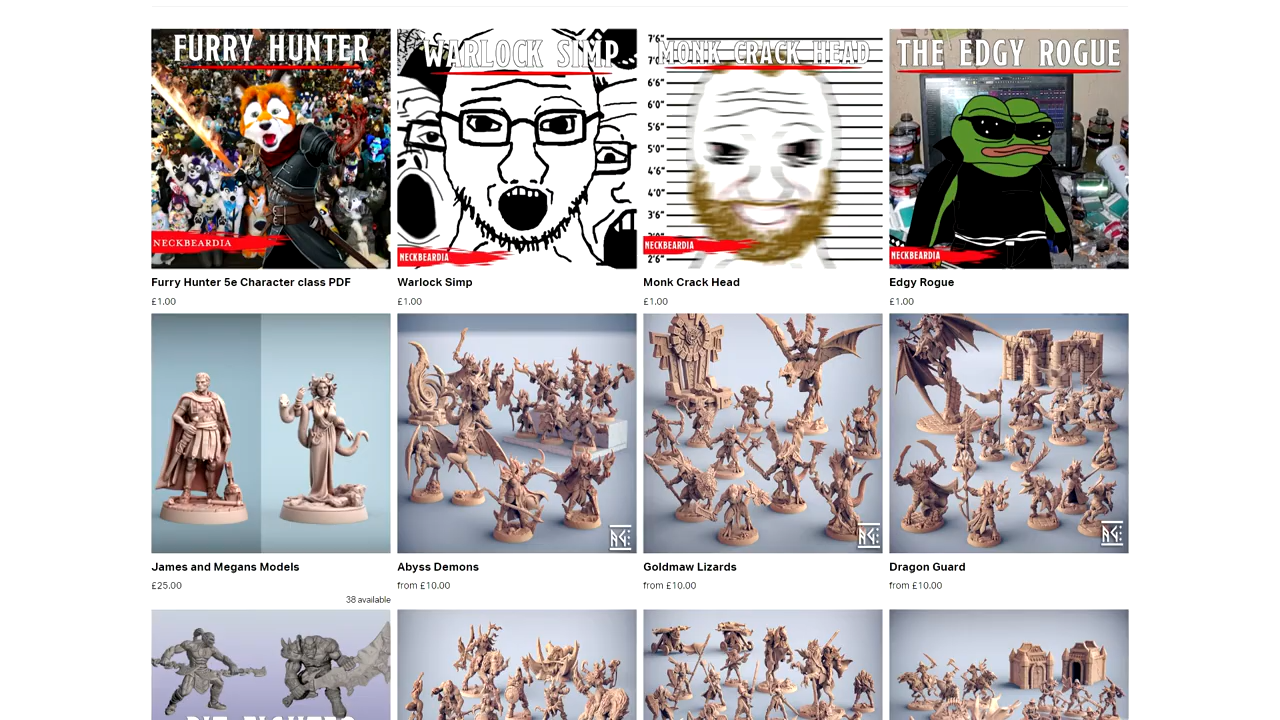 FURRY HUNTER
NECKBEARDIA
WARLOCK SIMP
NECKBEARDIA
7'6"
MONK CRACK HEAD
7'0"
6'6"
6'0"
5'6"
5'0"
4'6"
4'0"
3'6"
NECKBEARDIA
2'6"
THE EDGY ROGUE
NECKBEARDIA
Furry Hunter 5e Character class PDF
£1.00
Warlock Simp
£1.00
Monk Crack Head
£1.00
Edgy Rogue
£1.00
James and Megans Models
£25.00
38 available
Abyss Demons
from £10.00
Goldmaw Lizards
from £10.00
Dragon Guard
from £10.00